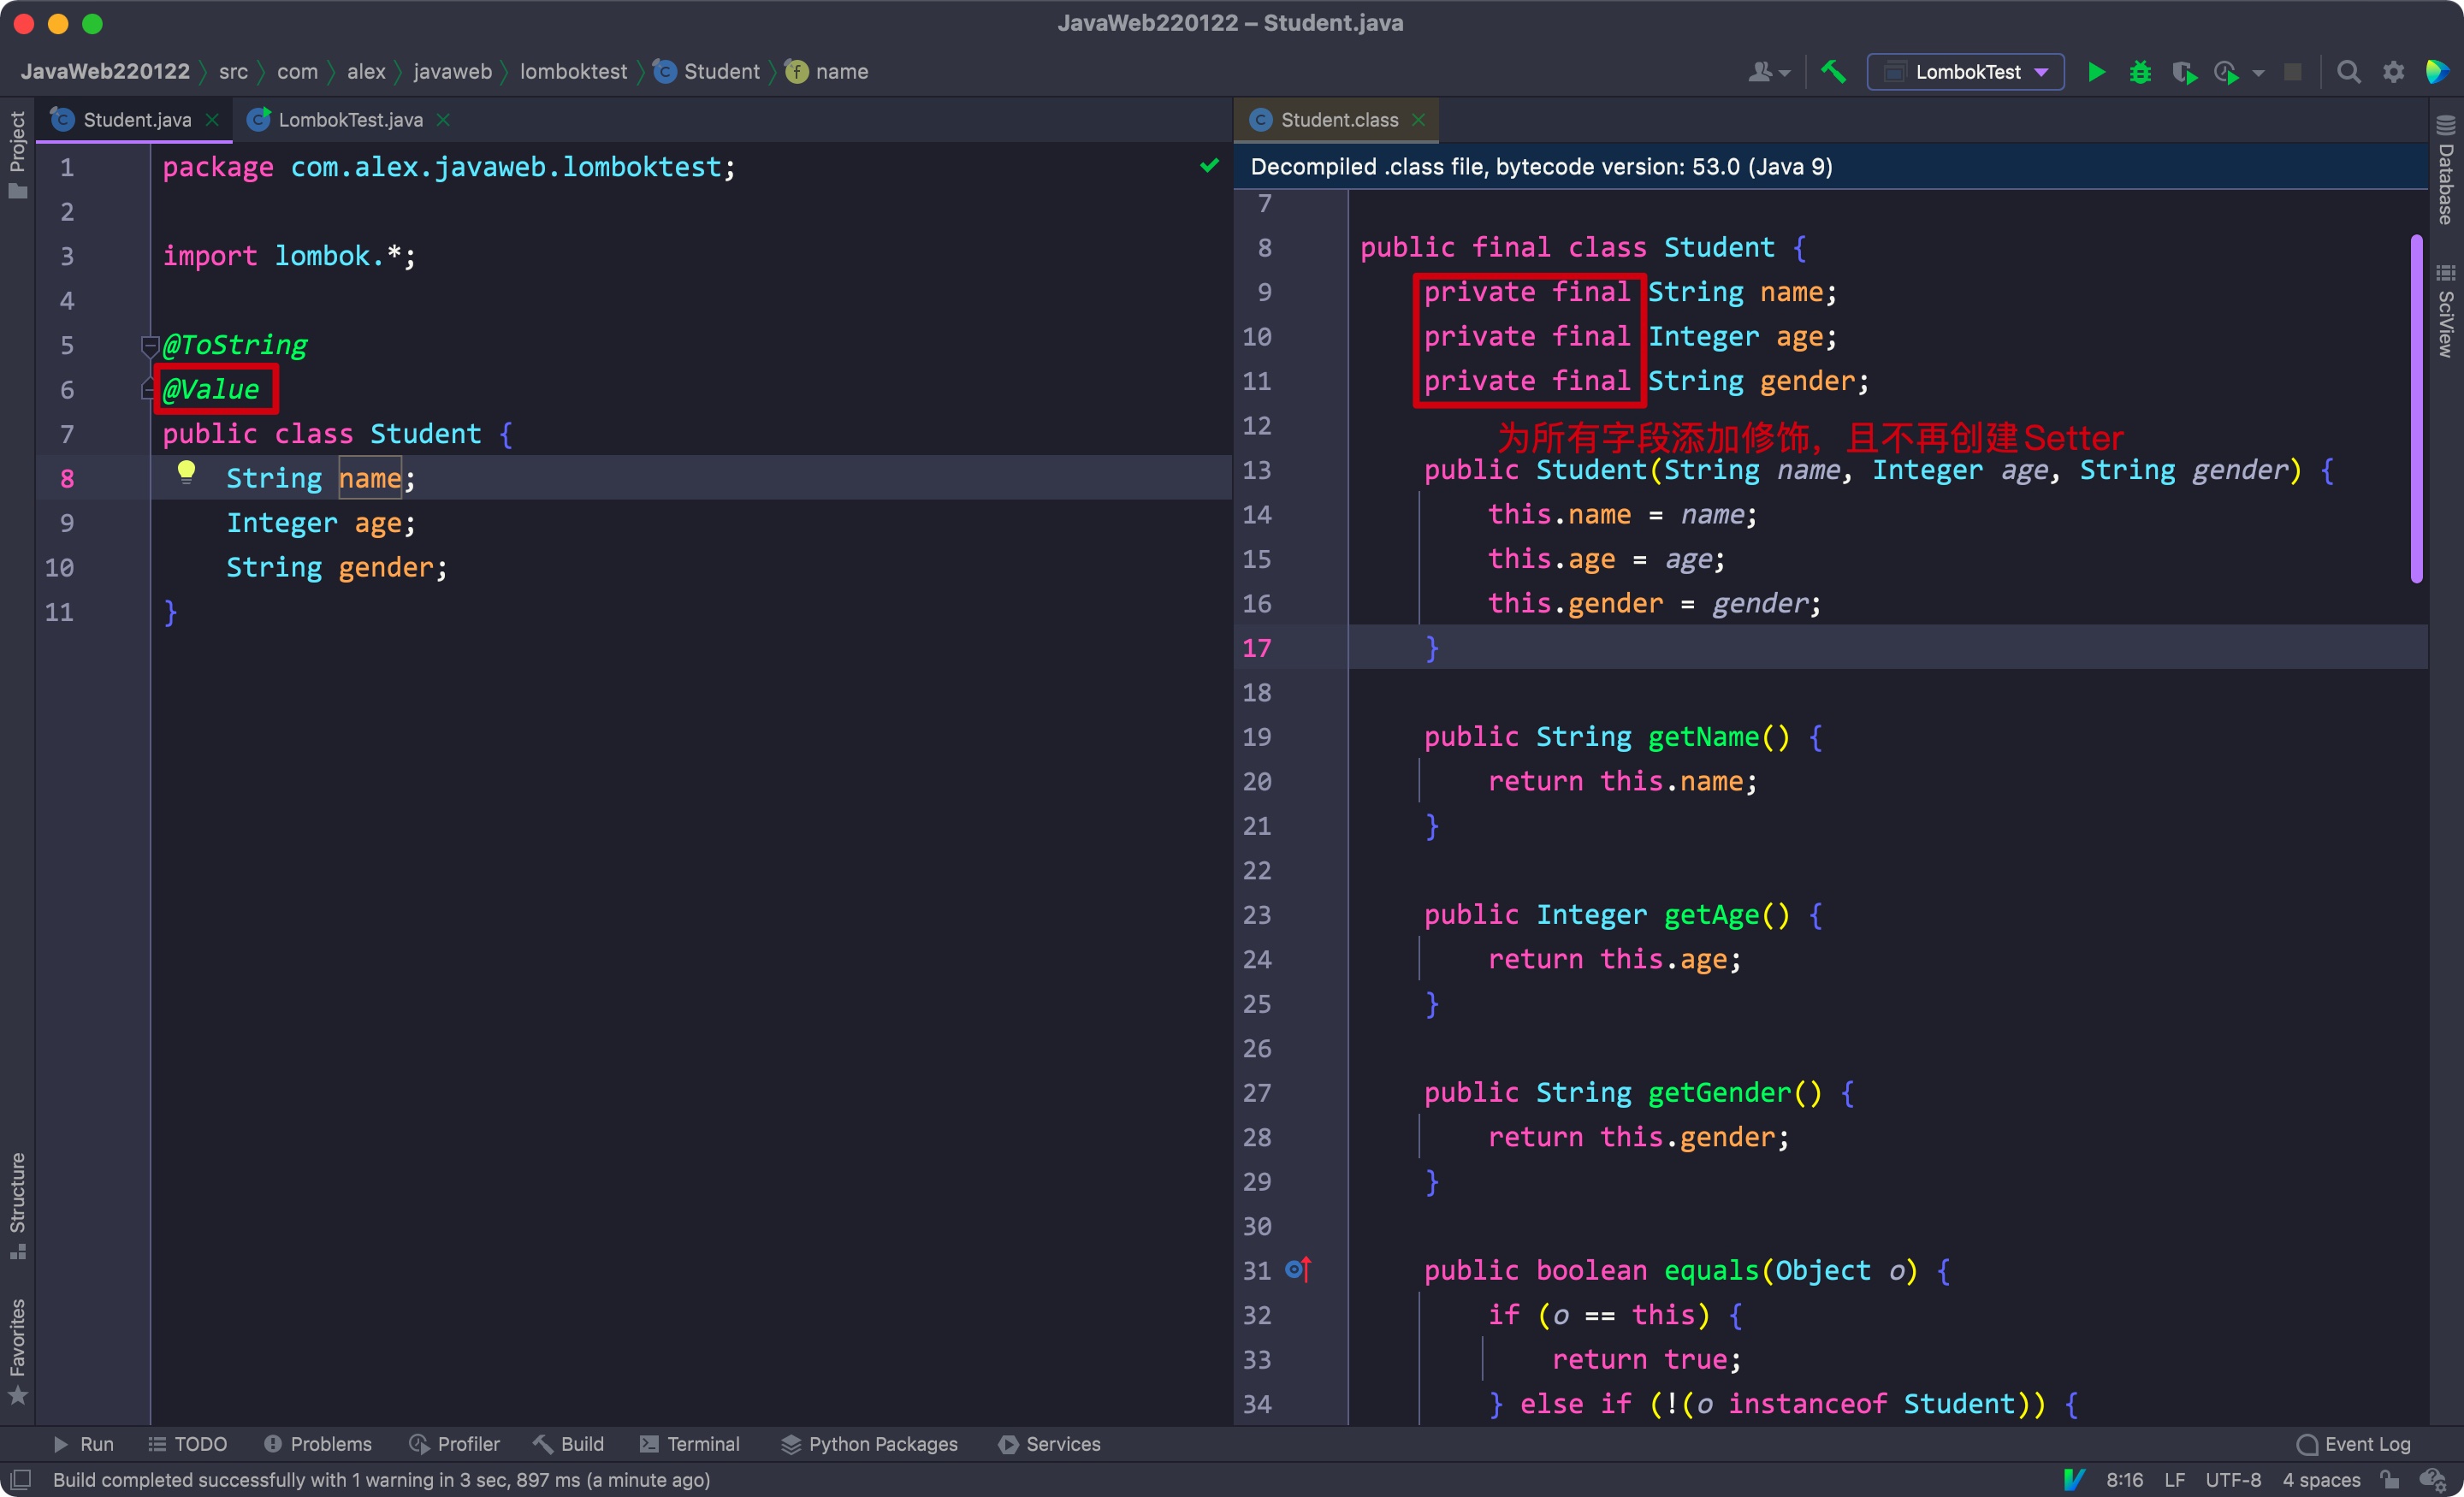 JavaWeb220122 – Student.java
JavaWeb220122 src com alex javaweb lomboktest Student name
LombokTest
Student.java LombokTest.java
Project
1 package com.alex.javaweb.lomboktest;
2
3 import lombok.*;
4
5 @ToString
6 @Value
7 public class Student {
8 String name;
9 Integer age;
10 String gender;
11 }
Structure
Favorites
Student.class
Decompiled .class file, bytecode version: 53.0 (Java 9)
7
8 public final class Student {
9 private final String name;
10 private final Integer age;
11 private final String gender;
12
为所有字段添加修饰，且不再创建Setter
13 public Student(String name, Integer age, String gender) {
14 this.name = name;
15 this.age = age;
16 this.gender = gender;
17 }
18
19 public String getName() {
20 return this.name;
21 }
22
23 public Integer getAge() {
24 return this.age;
25 }
26
27 public String getGender() {
28 return this.gender;
29 }
30
31 public boolean equals(Object o) {
32 if (o == this) {
33 return true;
34 } else if (!(o instanceof Student)) {
Database
SciView
Run TODO Problems Profiler Build Terminal Python Packages Services Event Log
Build completed successfully with 1 warning in 3 sec, 897 ms (a minute ago) 8:16 LF UTF-8 4 spaces